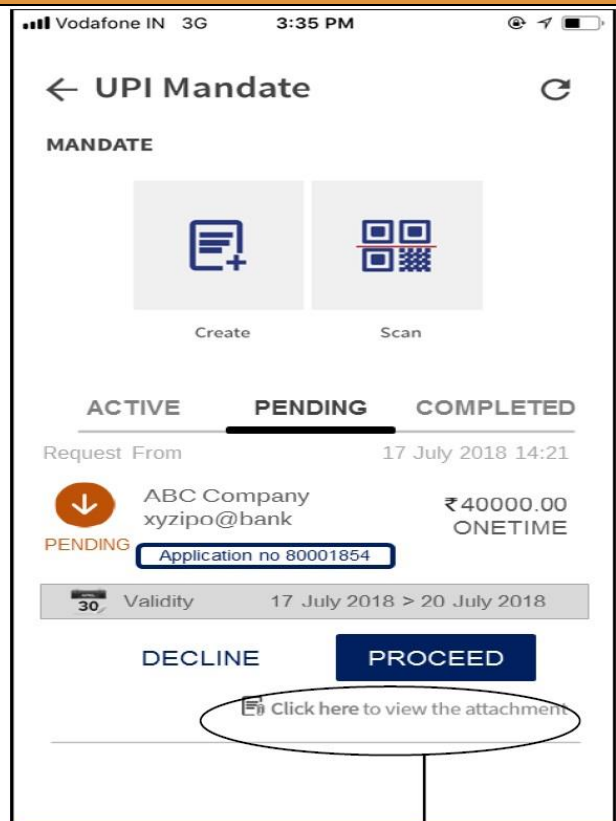 Vodafone IN 3G 3:35 PM
← UPI Mandate
MANDATE
Create Scan
ACTIVE PENDING COMPLETED
Request From 17 July 2018 14:21
ABC Company ₹40000.00
xyzipo@bank ONETIME
PENDING
Application no 80001854
30 Validity 17 July 2018 > 20 July 2018
DECLINE PROCEED
Click here to view the attachment